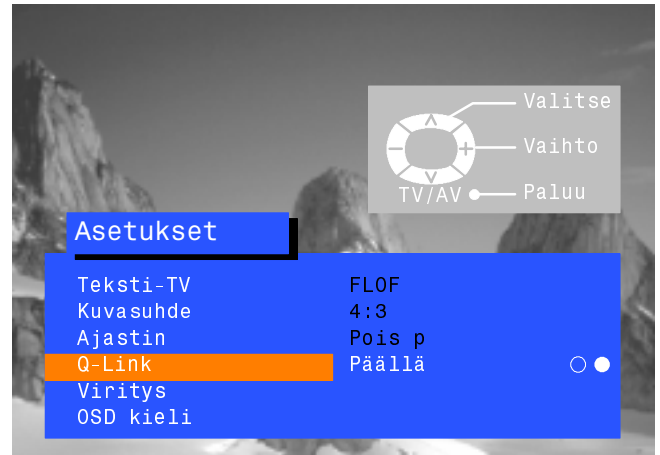 Valitse
Vaihto
TV/AV Paluu
Asetukset
Teksti-TV FLOF
Kuvasuhde 4:3
Ajastin Pois p
Q-Link Päällä
Viritys
OSD kieli